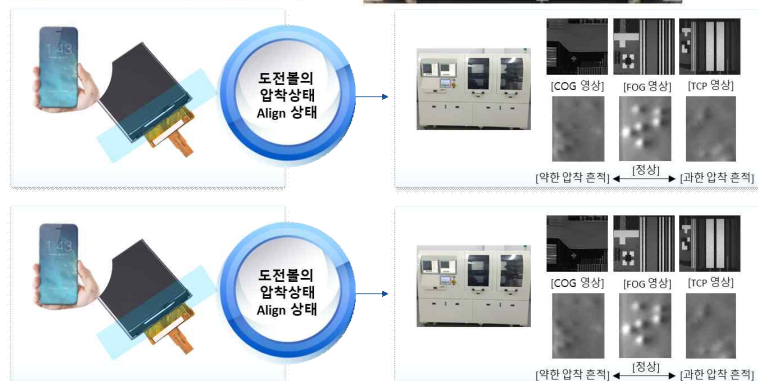 1:43
도전볼의
압착상태
Align 상태
[COG 영상] [FOG 영상] [TCP 영상]
[약한 압착 흔적] [정상] [과한 압착 흔적]
1:43
도전볼의
압착상태
Align 상태
[COG 영상] [FOG 영상] [TCP 영상]
[약한 압착 흔적] [정상] [과한 압착 흔적]